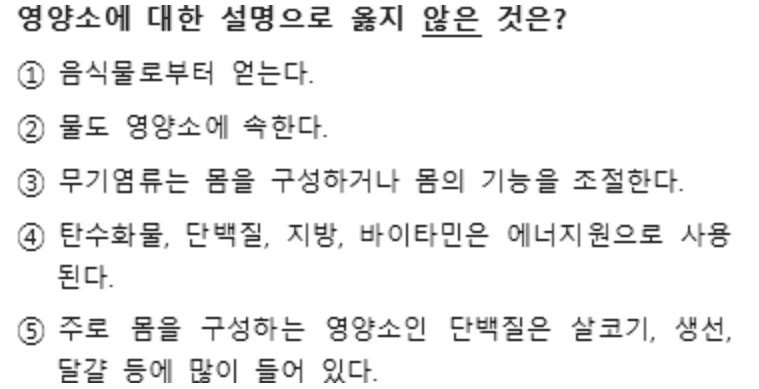 영양소에 대한 설명으로 옳지 않은 것은?
① 음식물로부터 얻는다.
② 물도 영양소에 속한다.
③ 무기염류는 몸을 구성하거나 몸의 기능을 조절한다.
④ 탄수화물, 단백질, 지방, 바이타민은 에너지원으로 사용
된다.
⑤ 주로 몸을 구성하는 영양소인 단백질은 살코기, 생선,
달걀 등에 많이 들어 있다.